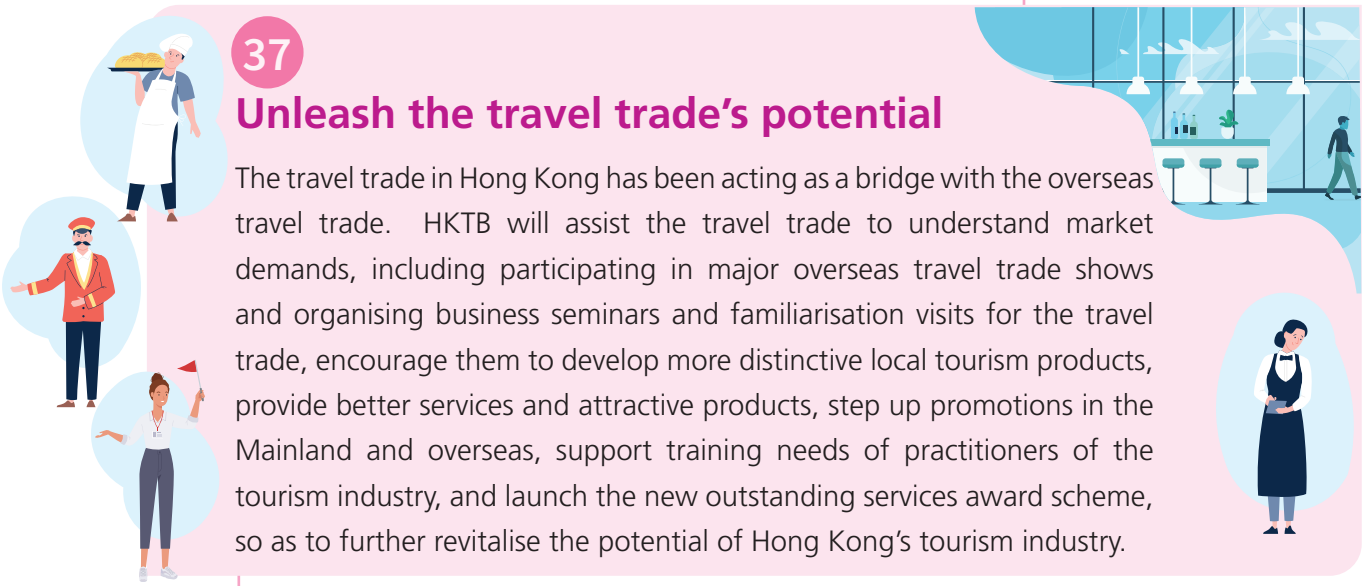 37
Unleash the travel trade’s potential
The travel trade in Hong Kong has been acting as a bridge with the overseas
travel trade. HKTB will assist the travel trade to understand market
demands, including participating in major overseas travel trade shows
and organising business seminars and familiarisation visits for the travel
trade, encourage them to develop more distinctive local tourism products,
provide better services and attractive products, step up promotions in the
Mainland and overseas, support training needs of practitioners of the
tourism industry, and launch the new outstanding services award scheme,
so as to further revitalise the potential of Hong Kong’s tourism industry.